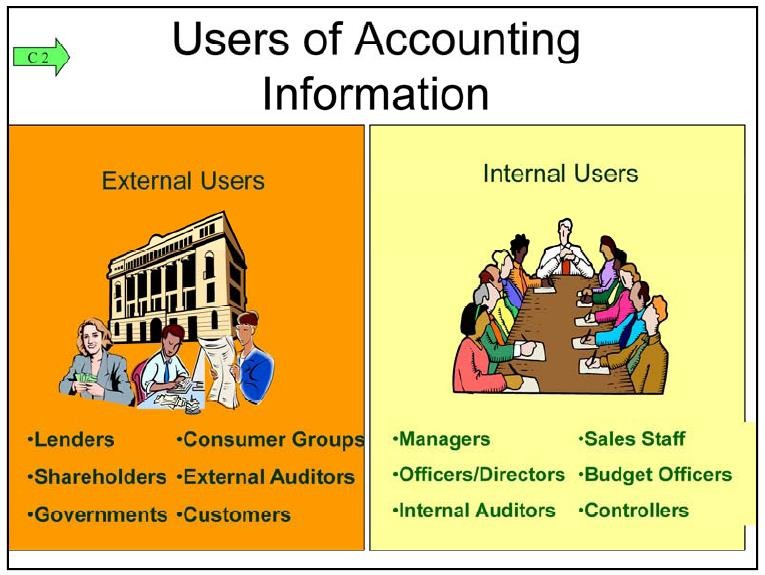 C 2
Users of Accounting
Information
External Users
•Lenders
•Shareholders
•Governments
•Consumer Groups
•External Auditors
•Customers
Internal Users
•Managers
•Officers/Directors
•Internal Auditors
•Sales Staff
•Budget Officers
•Controllers